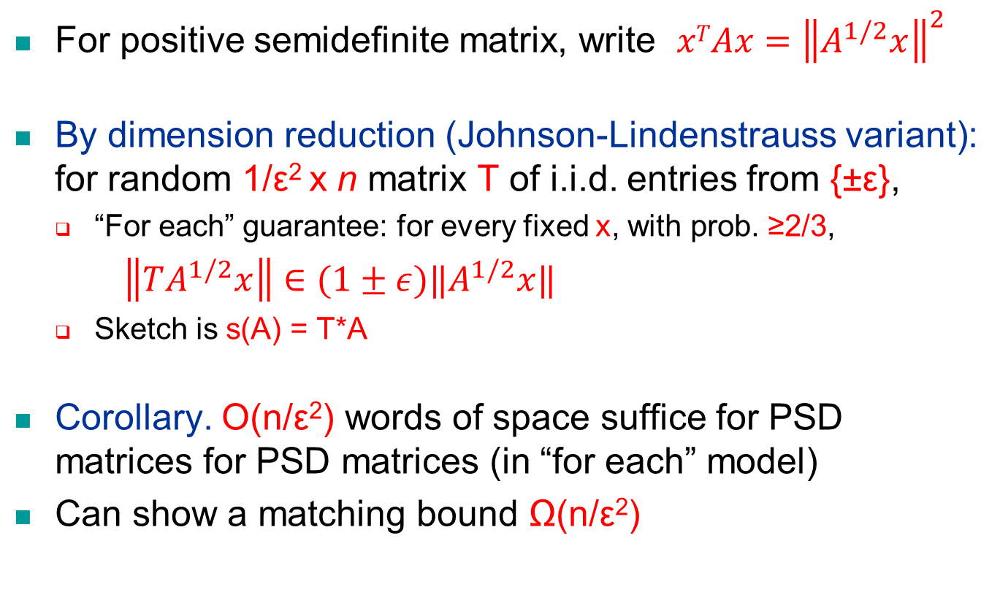 For positive semidefinite matrix, write xᵀAx = ‖A^{1/2}x‖²
By dimension reduction (Johnson-Lindenstrauss variant):
for random 1/ε² x n matrix T of i.i.d. entries from {±ε},
“For each” guarantee: for every fixed x, with prob. ≥2/3,
‖TA^{1/2}x‖ ∈ (1 ± ϵ)‖A^{1/2}x‖
Sketch is s(A) = T*A
Corollary. O(n/ε²) words of space suffice for PSD
matrices for PSD matrices (in “for each” model)
Can show a matching bound Ω(n/ε²)